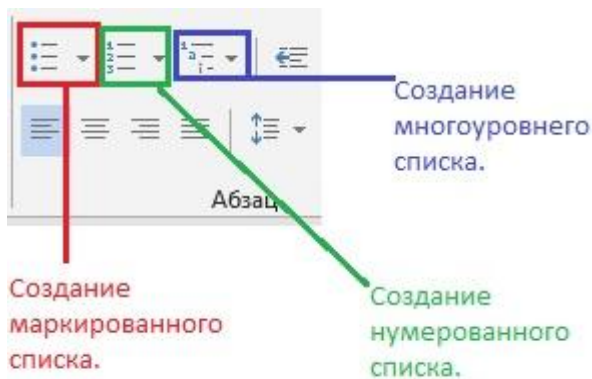 Создание
многоуровнего
списка.
Абзац
Создание
маркированного
списка.
Создание
нумерованного
списка.